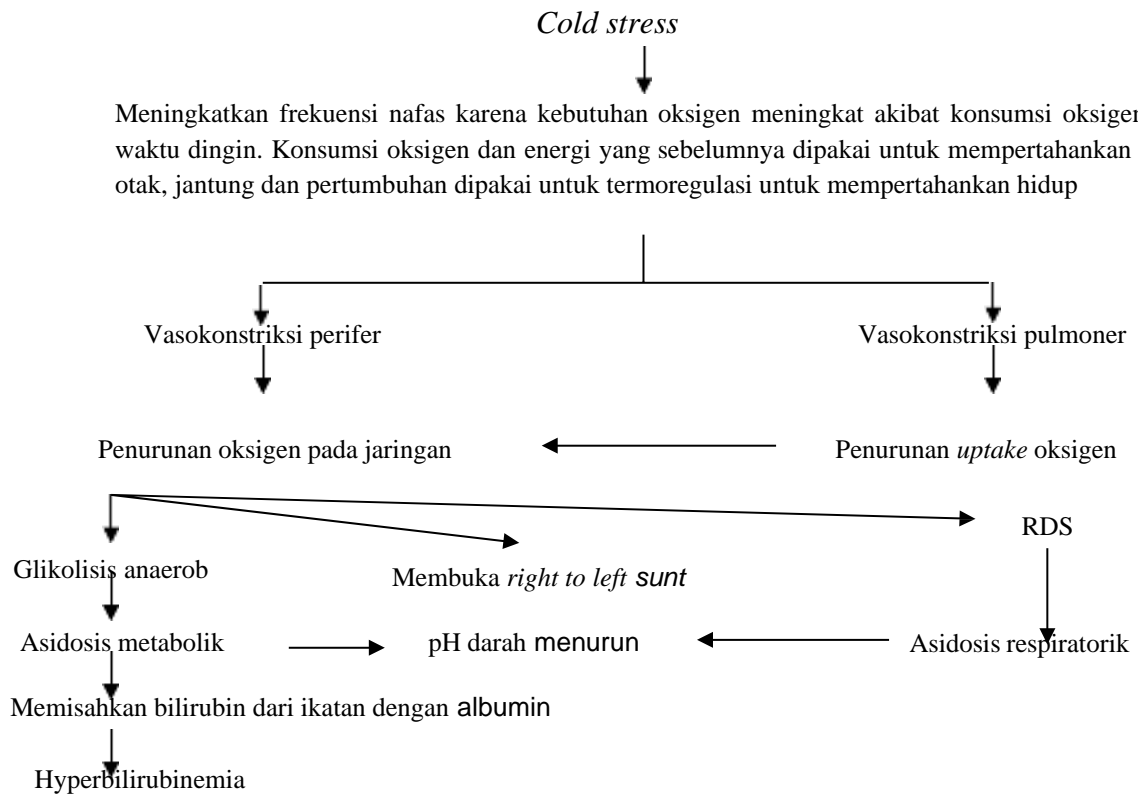 Cold stress
Meningkatkan frekuensi nafas karena kebutuhan oksigen meningkat akibat konsumsi oksigen
waktu dingin. Konsumsi oksigen dan energi yang sebelumnya dipakai untuk mempertahankan
otak, jantung dan pertumbuhan dipakai untuk termoregulasi untuk mempertahankan hidup
Vasokonstriksi perifer
Vasokonstriksi pulmoner
Penurunan oksigen pada jaringan
Penurunan uptake oksigen
RDS
Glikolisis anaerob
Membuka right to left sunt
Asidosis metabolik
pH darah menurun
Asidosis respiratorik
Memisahkan bilirubin dari ikatan dengan albumin
Hyperbilirubinemia